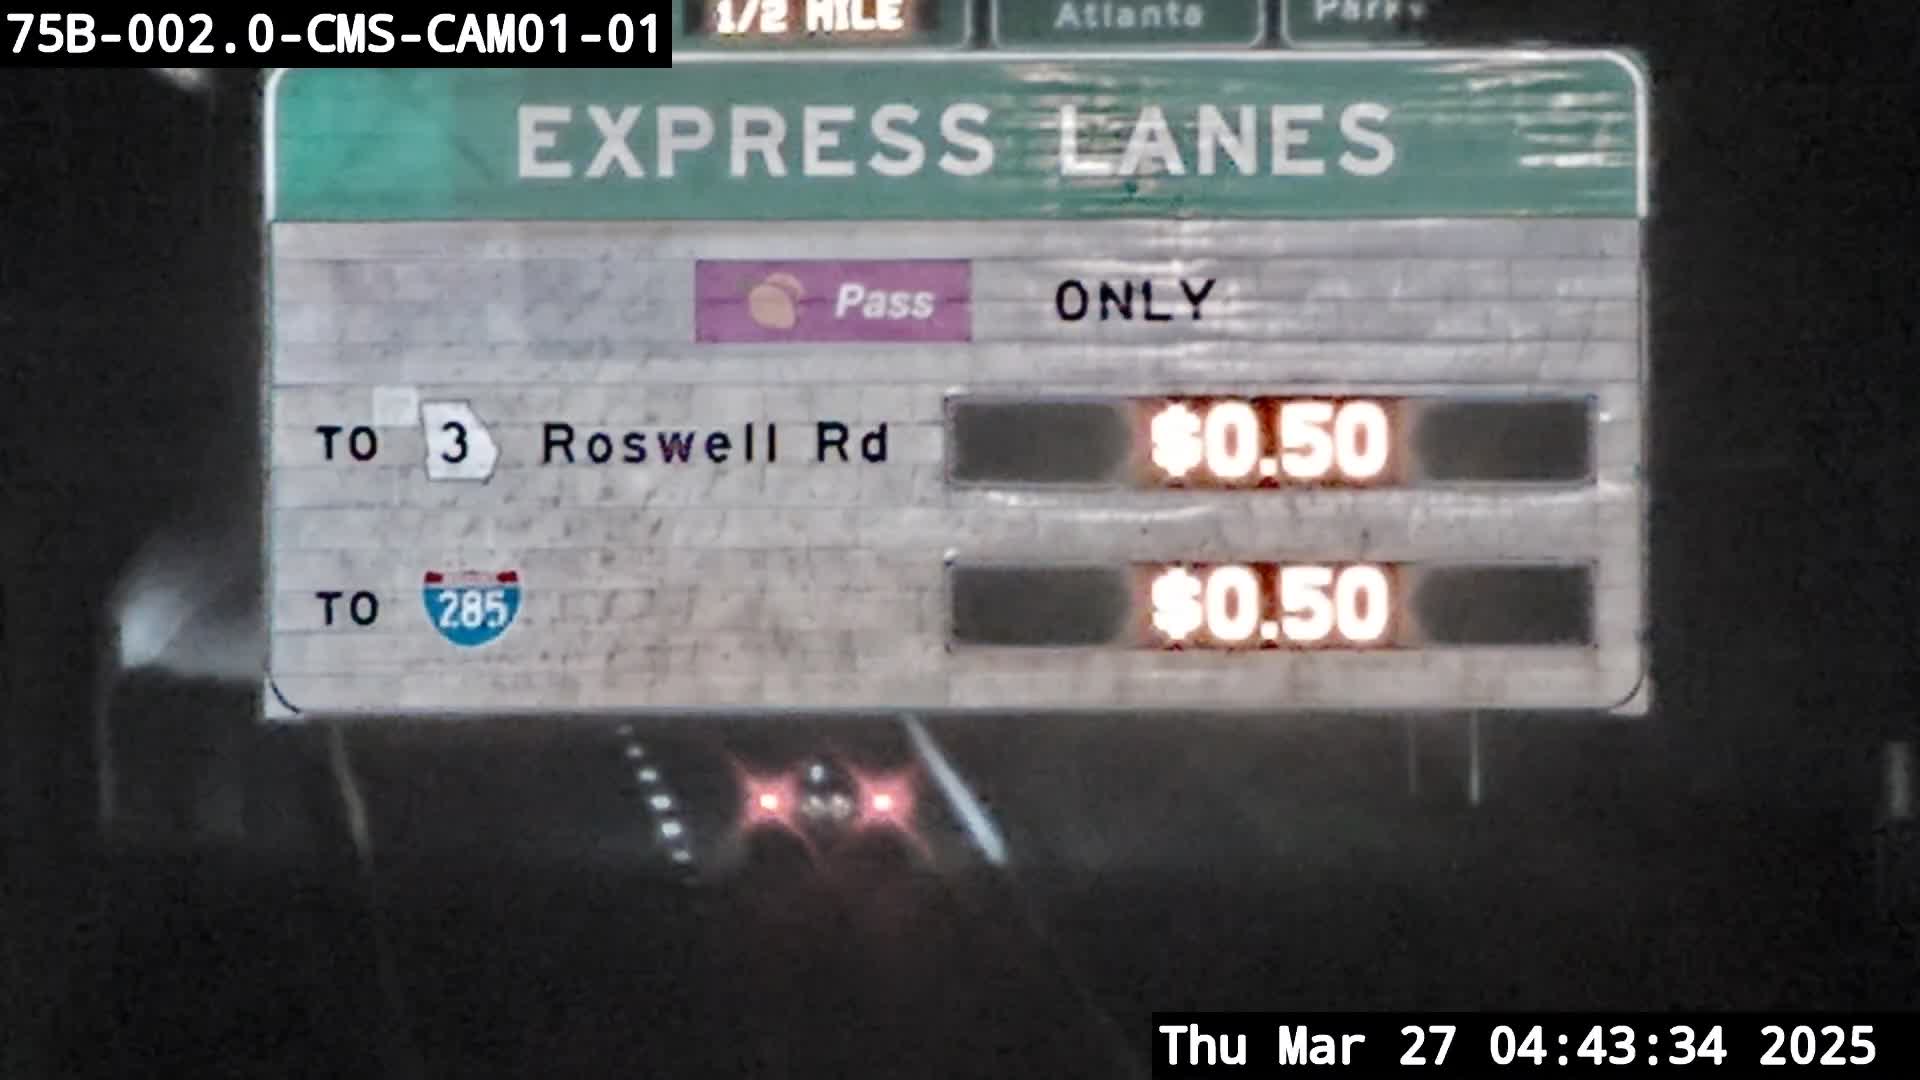 75B-002.0-CMS-CAM01-01
1/2 MILE
Atlanta
EXPRESS LANES
Pass ONLY
TO 3 Roswell Rd $0.50
TO 285 $0.50
Thu Mar 27 04:43:34 2025